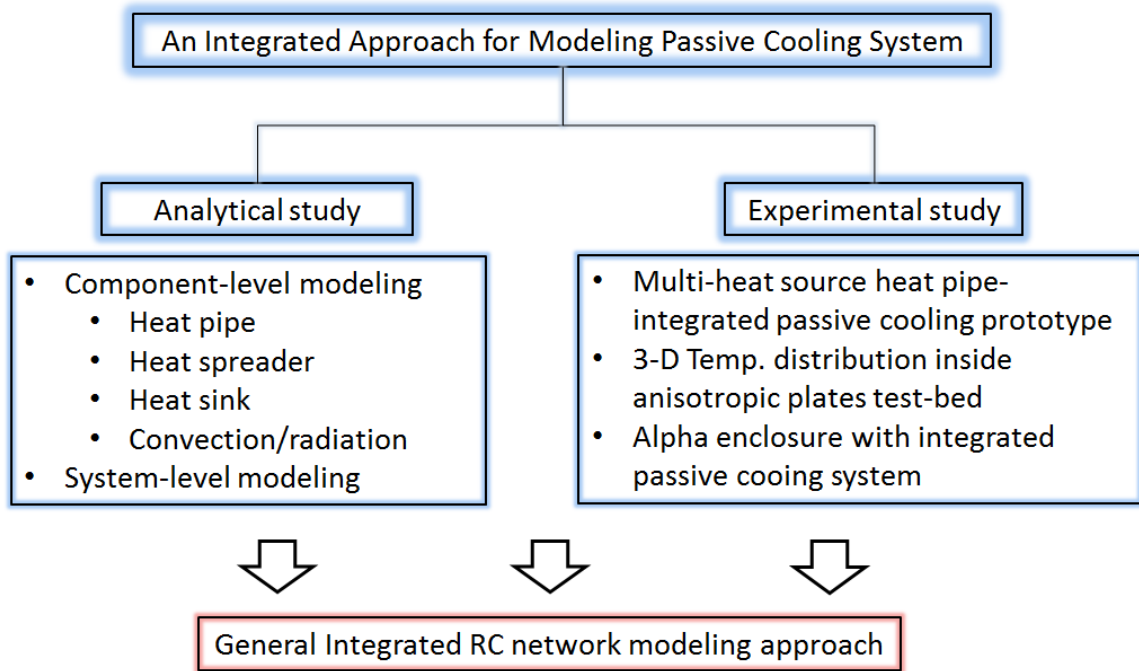 An Integrated Approach for Modeling Passive Cooling System
Analytical study
• Component-level modeling
• Heat pipe
• Heat spreader
• Heat sink
• Convection/radiation
• System-level modeling
Experimental study
• Multi-heat source heat pipe-
integrated passive cooling prototype
• 3-D Temp. distribution inside
anisotropic plates test-bed
• Alpha enclosure with integrated
passive cooing system
General Integrated RC network modeling approach